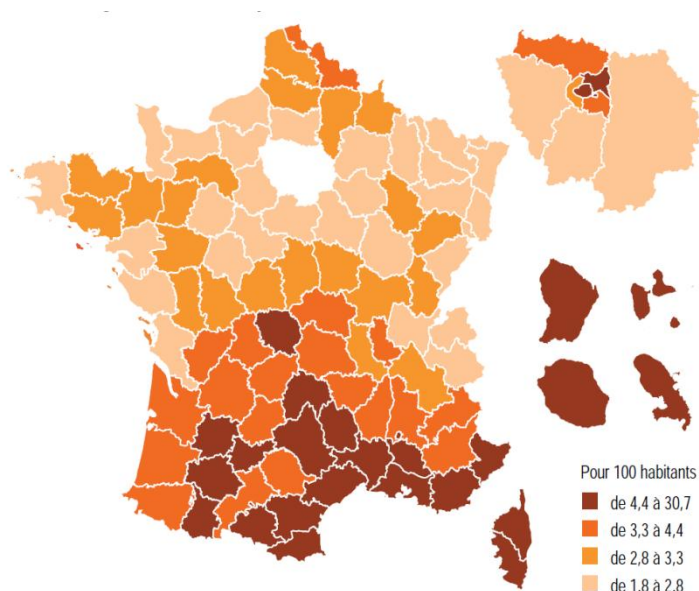 Pour 100 habitants
de 4,4 à 30,7
de 3,3 à 4,4
de 2,8 à 3,3
de 1,8 à 2,8